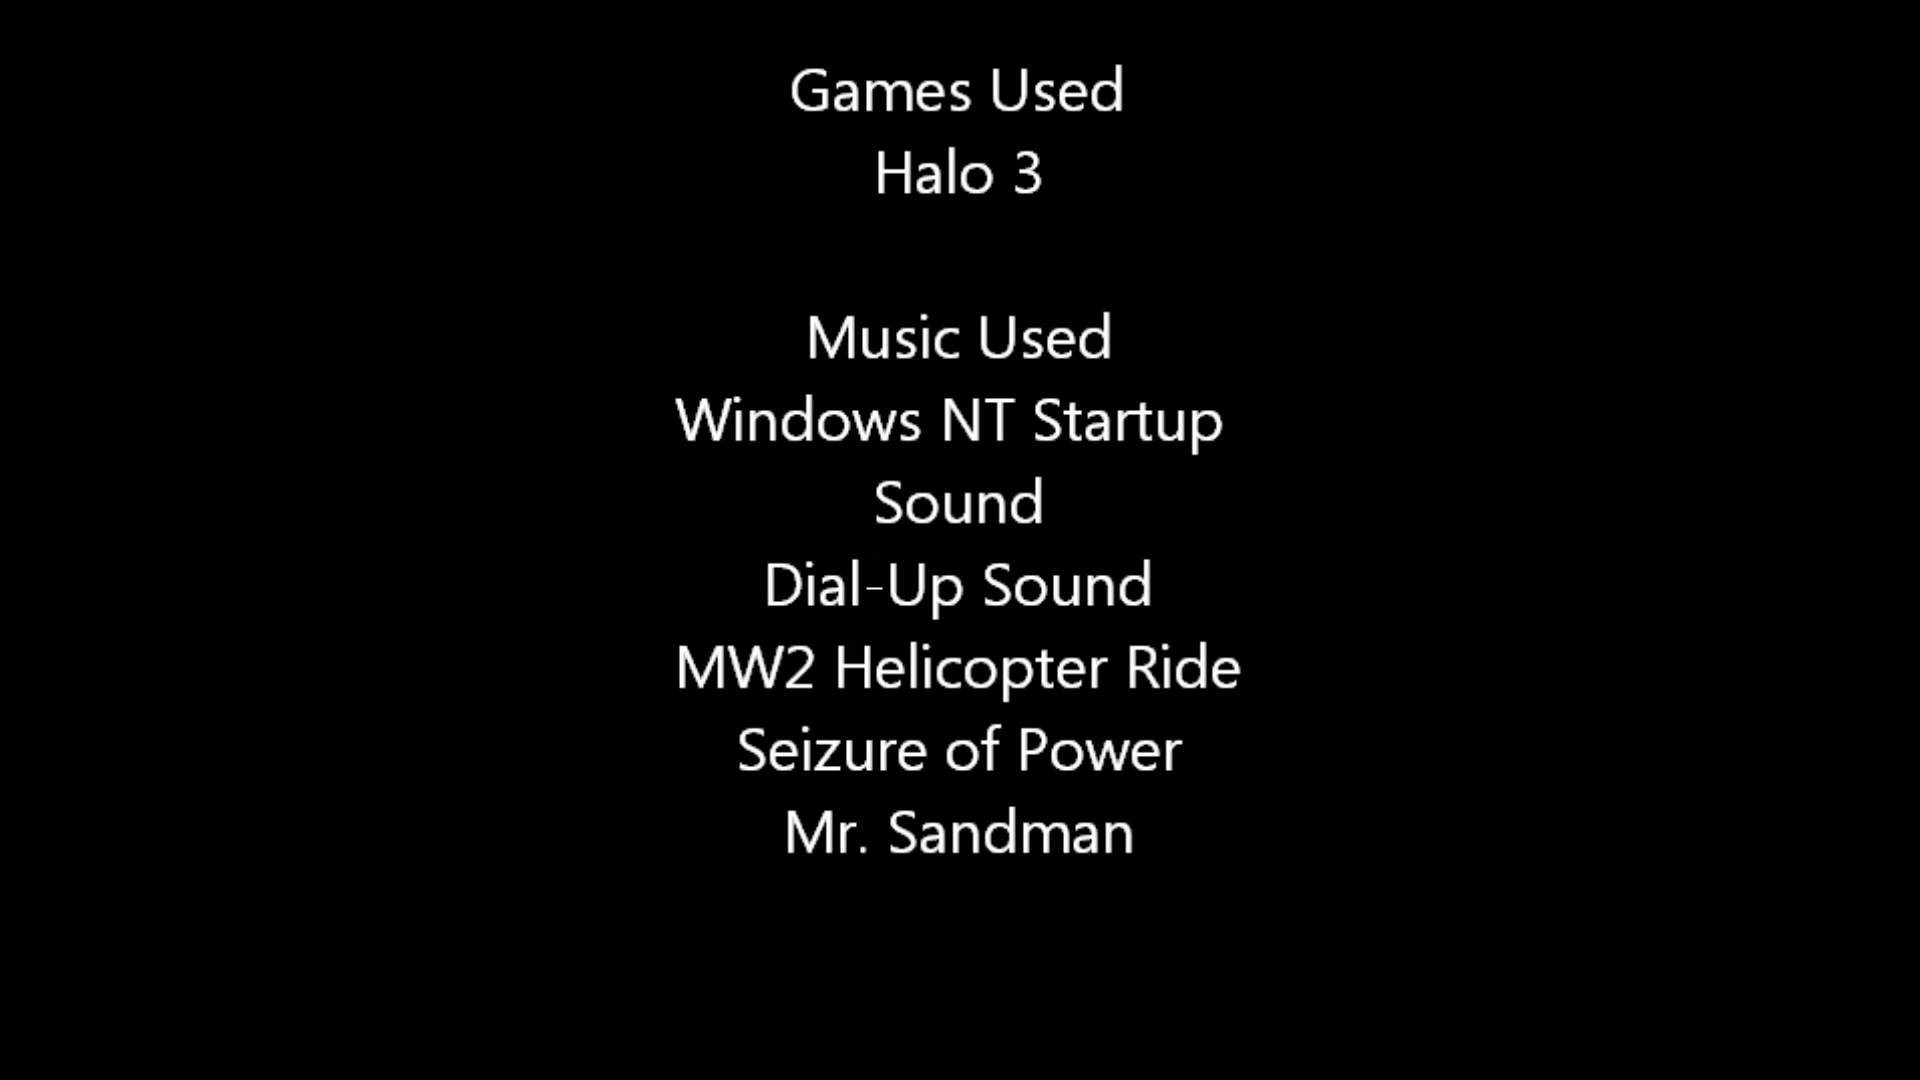 Games Used
Halo 3
Music Used
Windows NT Startup
Sound
Dial-Up Sound
MW2 Helicopter Ride
Seizure of Power
Mr. Sandman